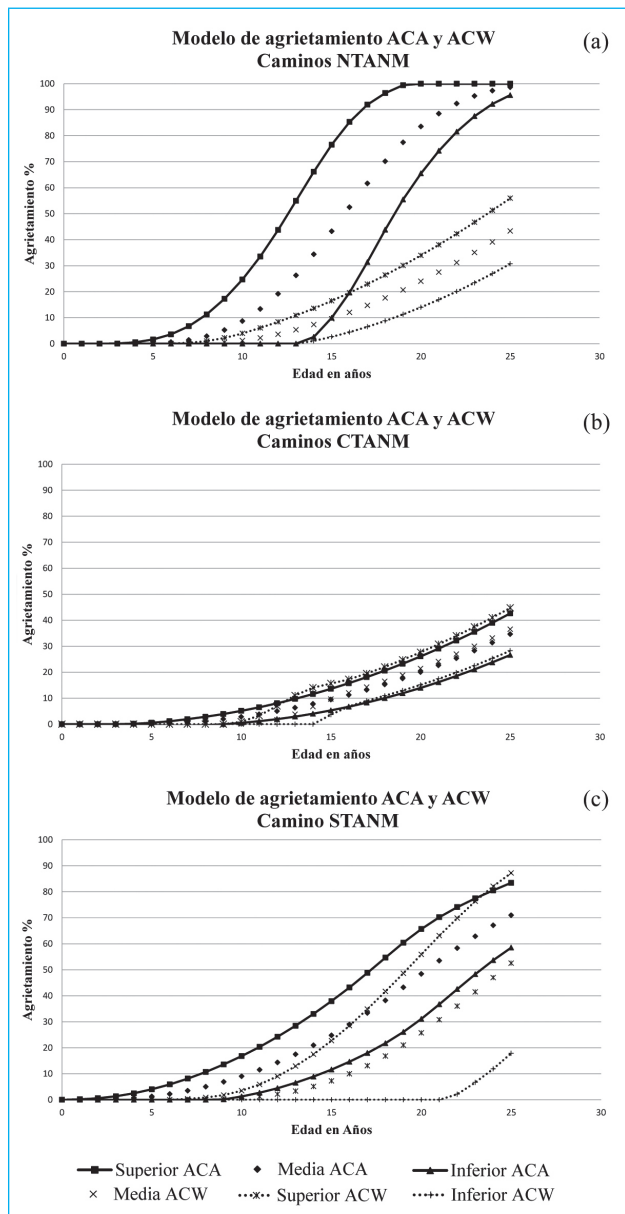 Modelo de agrietamiento ACA y ACW
Caminos NTANM
(a)
Agrietamiento %
100
90
80
70
60
50
40
30
20
10
0
0 5 10 15 20 25 30
Edad en años
Modelo de agrietamiento ACA y ACW
Caminos CTANM
(b)
Agrietamiento %
100
90
80
70
60
50
40
30
20
10
0
0 5 10 15 20 25 30
Edad en años
Modelo de agrietamiento ACA y ACW
Camino STANM
(c)
Agrietamiento %
100
90
80
70
60
50
40
30
20
10
0
0 5 10 15 20 25 30
Edad en Años
Superior ACA Media ACA Inferior ACA
Media ACW Superior ACW Inferior ACW